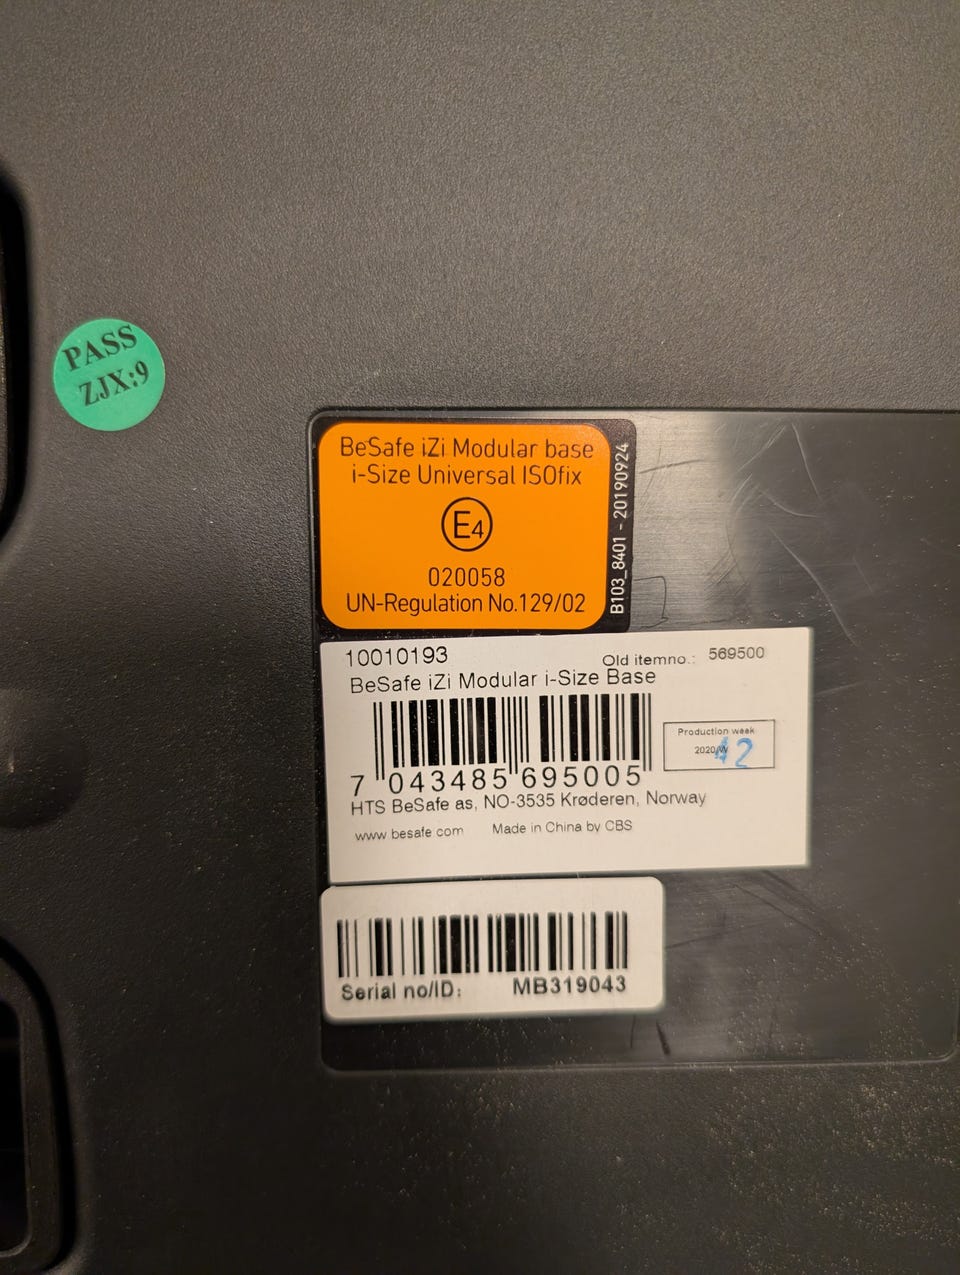 PASS
ZJX:9
BeSafe iZi Modular base
i-Size Universal ISOfix
E4
020058
UN-Regulation No.129/02
B103_8401 - 20190924
10010193
Old itemno.: 569500
BeSafe iZi Modular i-Size Base
Production week
2020/W 42
7 043485 695005
HTS BeSafe as, NO-3535 Krøderen, Norway
www.besafe.com Made in China by CBS
Serial no/ID: MB319043